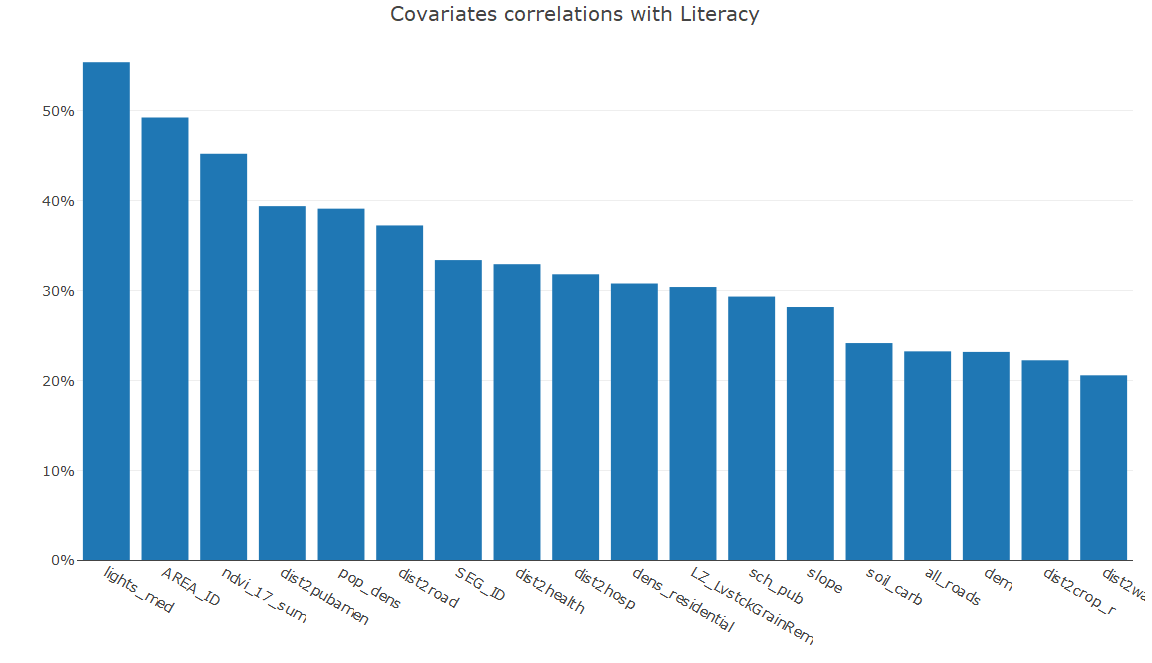 Covariates correlations with Literacy
50%
40%
30%
20%
10%
0%
lights_med
AREA_ID
ndvi_17_sum
dist2pubamen
pop_dens
dist2road
SEG_ID
dist2health
dist2hosp
dens_residential
LZ_LvstckGrainRem
sch_pub
slope
soil_carb
all_roads
dem
dist2crop_r